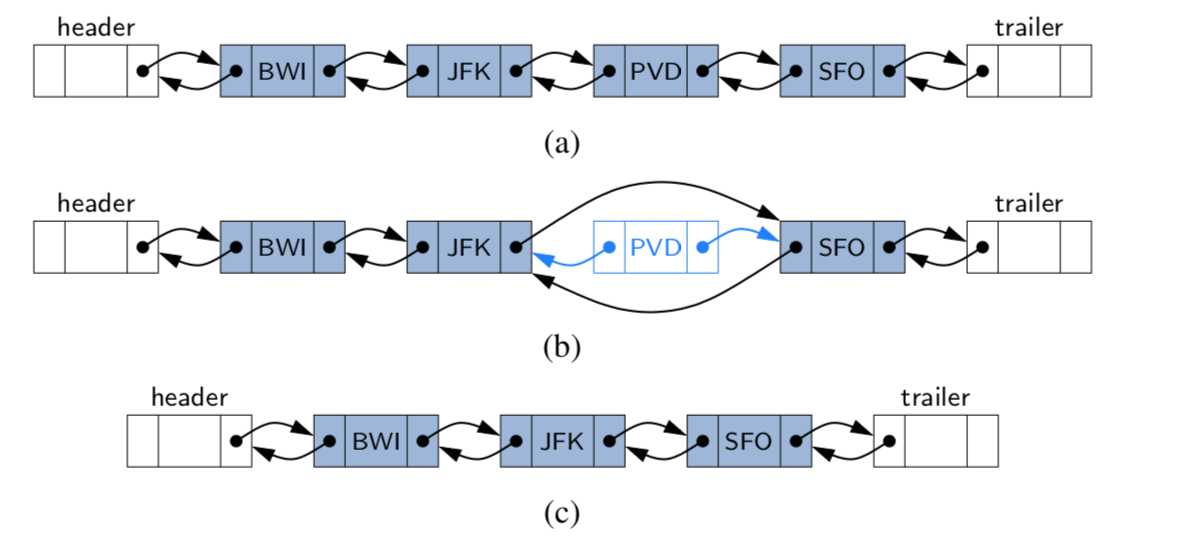 header trailer
BWI JFK PVD SFO
(a)
header trailer
BWI JFK PVD SFO
(b)
header trailer
BWI JFK SFO
(c)